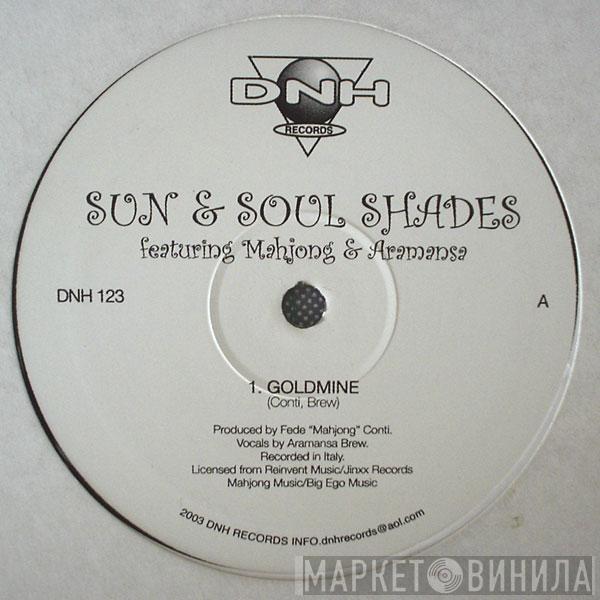 DNH
RECORDS
SUN & SOUL SHADES
featuring Mahjong & Aramansa
DNH 123
A
1. GOLDMINE
(Conti, Brew)
Produced by Fede "Mahjong" Conti.
Vocals by Aramansa Brew.
Recorded in Italy.
Licensed from Reinvent Music/Jinxx Records
Mahjong Music/Big Ego Music
2003 DNH RECORDS INFO.dnhrecords@aol.com
МАРКЕТ ВИНИЛА